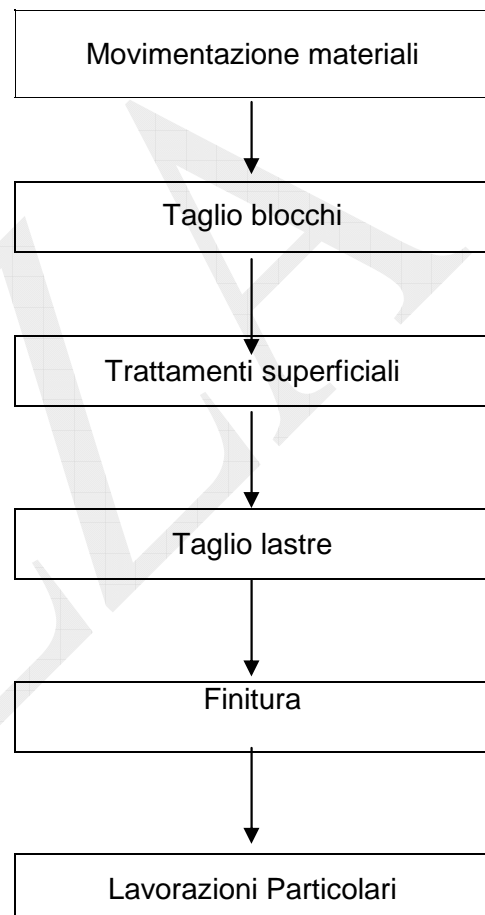 Movimentazione materiali
Taglio blocchi
Trattamenti superficiali
Taglio lastre
Finitura
Lavorazioni Particolari